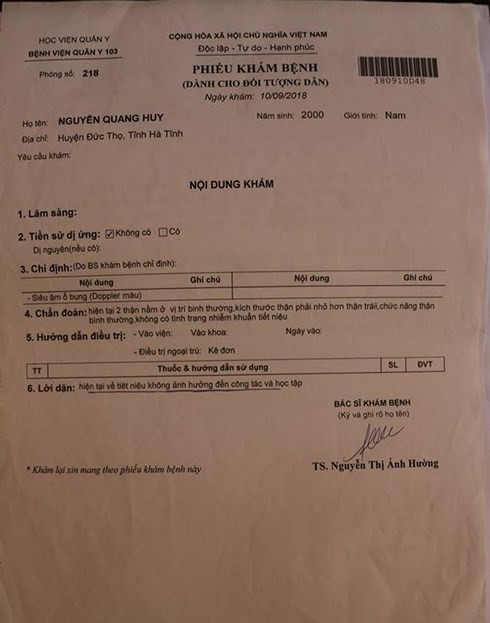 HỌC VIỆN QUÂN Y
BỆNH VIỆN QUÂN Y 103
Phòng số: 218
CỘNG HÒA XÃ HỘI CHỦ NGHĨA VIỆT NAM
Độc lập - Tự do - Hạnh phúc
PHIẾU KHÁM BỆNH
(DÀNH CHO ĐỐI TƯỢNG DÂN)
Ngày khám: 10/09/2018
180910D48
Họ tên: NGUYỄN QUANG HUY Năm sinh: 2000 Giới tính: Nam
Địa chỉ: Huyện Đức Thọ, Tỉnh Hà Tĩnh
Yêu cầu khám:
NỘI DUNG KHÁM
1. Lâm sàng:
2. Tiền sử dị ứng: ☑Không có ☐Có
Dị nguyên(nếu có):
3. Chỉ định:(Do BS khám bệnh chỉ định):
Nội dung Ghi chú Nội dung Ghi chú
- Siêu âm ổ bụng (Doppler màu)
4. Chẩn đoán: hiện tại 2 thận nằm ở vị trí bình thường,kích thước thận phải nhỏ hơn thận trái,chức năng thận
bình thường,không có tình trạng nhiễm khuẩn tiết niệu
5. Hướng dẫn điều trị: - Vào viện: Vào khoa: Ngày vào:
- Điều trị ngoại trú: Kê đơn
TT Thuốc & hướng dẫn sử dụng SL ĐVT
6. Lời dặn: hiện tại về tiết niệu không ảnh hưởng đến công tác và học tập
BÁC SĨ KHÁM BỆNH
(Ký và ghi rõ họ tên)
TS. Nguyễn Thị Ánh Hường
* Khám lại xin mang theo phiếu khám bệnh này